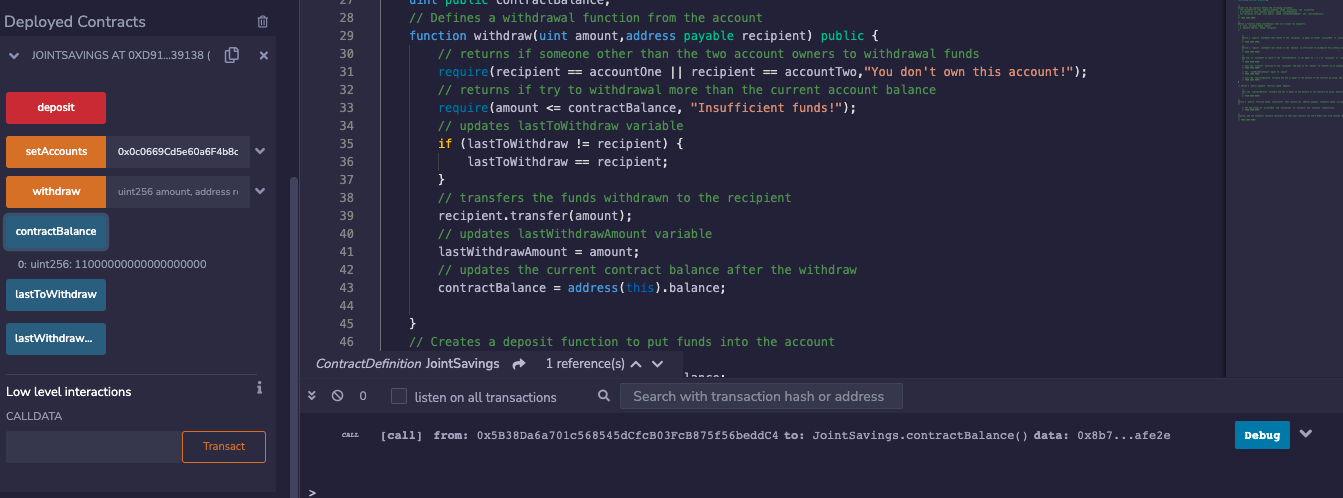 Deployed Contracts
JOINTSAVINGS AT 0XD91...39138 (
deposit
setAccounts 0x0c0669Cd5e60a6F4b8c
withdraw uint256 amount, address r
contractBalance
0: uint256: 11000000000000000000
lastToWithdraw
lastWithdraw...
Low level interactions
CALLDATA
Transact
27 uint public contractBalance;
28 // Defines a withdrawal function from the account
29 function withdraw(uint amount,address payable recipient) public {
30 // returns if someone other than the two account owners to withdrawal funds
31 require(recipient == accountOne || recipient == accountTwo,"You don't own this account!");
32 // returns if try to withdrawal more than the current account balance
33 require(amount <= contractBalance, "Insufficient funds!");
34 // updates lastToWithdraw variable
35 if (lastToWithdraw != recipient) {
36 lastToWithdraw == recipient;
37 }
38 // transfers the funds withdrawn to the recipient
39 recipient.transfer(amount);
40 // updates lastWithdrawAmount variable
41 lastWithdrawAmount = amount;
42 // updates the current contract balance after the withdraw
43 contractBalance = address(this).balance;
44
45 }
46 // Creates a deposit function to put funds into the account
ContractDefinition JointSavings 1 reference(s)
0 listen on all transactions Search with transaction hash or address
CALL [call] from: 0x5B38Da6a701c568545dCfcB03FcB875f56beddC4 to: JointSavings.contractBalance() data: 0x8b7...afe2e Debug
>